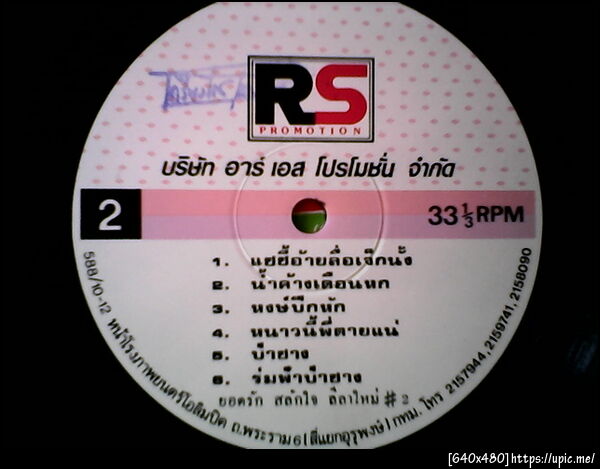 RS
PROMOTION
บริษัท อาร์ เอส โปรโมชั่น จำกัด
2
33 1/3 RPM
1. แซซี้อ้ายลื่อเจ็กนั้ง
2. น้ำค้างเดือนหก
3. หงษ์ปีกหัก
4. หนาวนี้พี่ตายแน่
5. บ้ายาง
6. ร่มฟ้าป่ายาง
ยอดรัก สลักใจ ลีลาใหม่ # 2
588/10-12 หน้าโรงภาพยนตร์โอลิมปิค ถ.พระราม 6 (สี่แยกอุรุพงษ์) กทม. โทร 2157944, 2159741, 2158090
[640x480] https://upic.me/